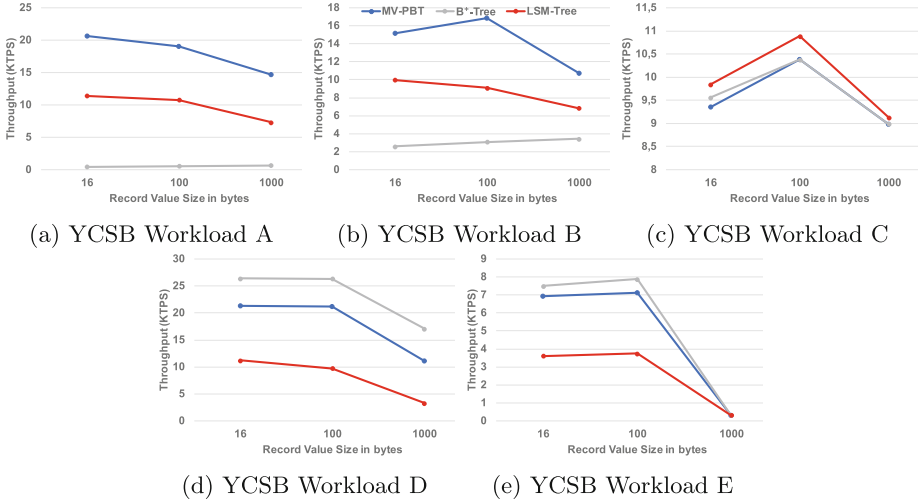 25
20
15
10
5
0
Throughput (KTPS)
16 100 1000
Record Value Size in bytes
(a) YCSB Workload A
MV-PBT B⁺-Tree LSM-Tree
18
16
14
12
10
8
6
4
2
0
Throughput (KTPS)
16 100 1000
Record Value Size in bytes
(b) YCSB Workload B
11,5
11
10,5
10
9,5
9
8,5
8
Throughput (KTPS)
16 100 1000
Record Value Size in bytes
(c) YCSB Workload C
30
25
20
15
10
5
0
Throughput (KTPS)
16 100 1000
Record Value Size in bytes
(d) YCSB Workload D
9
8
7
6
5
4
3
2
1
0
Throughput (KTPS)
16 100 1000
Record Value Size in bytes
(e) YCSB Workload E